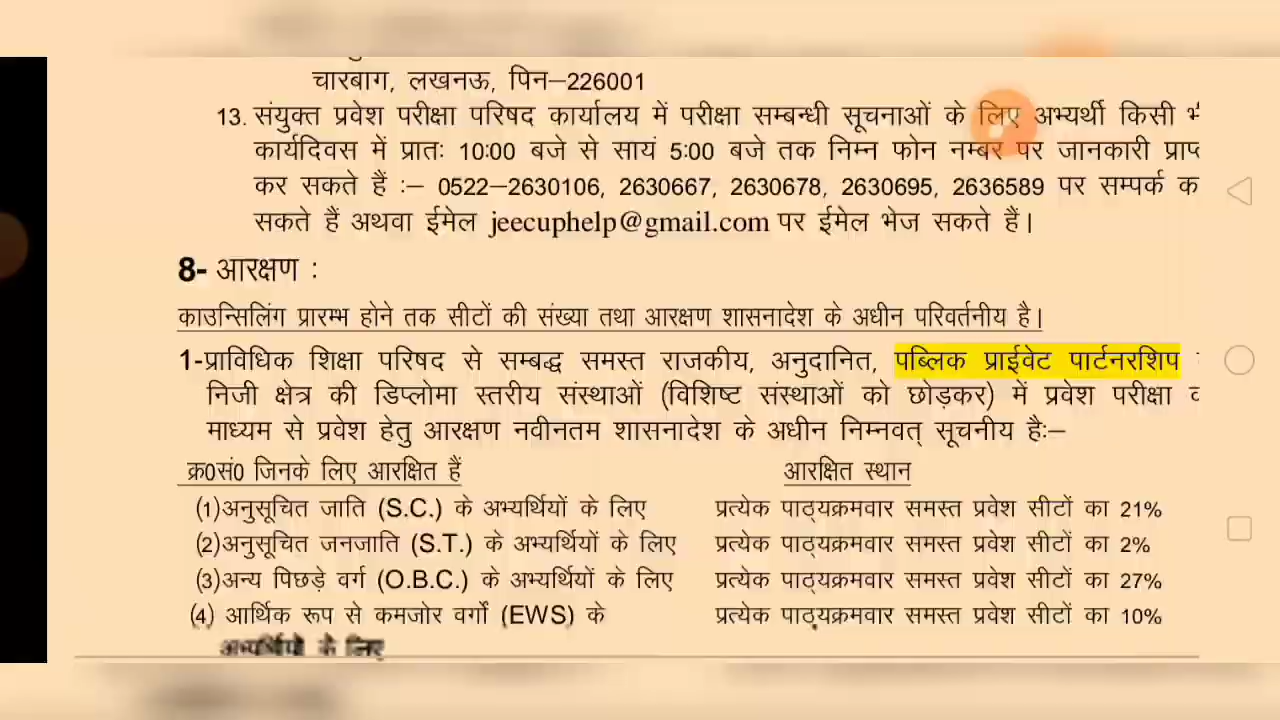 चारबाग, लखनऊ, पिन–226001
13. संयुक्त प्रवेश परीक्षा परिषद कार्यालय में परीक्षा सम्बन्धी सूचनाओं के लिए अभ्यर्थी किसी
कार्यदिवस में प्रातः 10:00 बजे से सायं 5:00 बजे तक निम्न फोन नम्बर पर जानकारी
कर सकते हैं :– 0522–2630106, 2630667, 2630678, 2630695, 2636589 पर सम्पर्क
सकते हैं अथवा ईमेल jeecuphelp@gmail.com पर ईमेल भेज सकते हैं।
8- आरक्षण :
काउन्सिलिंग प्रारम्भ होने तक सीटों की संख्या तथा आरक्षण शासनादेश के अधीन परिवर्तनीय है।
1-प्राविधिक शिक्षा परिषद से सम्बद्ध समस्त राजकीय, अनुदानित, पब्लिक प्राईवेट पार्टनरशिप
निजी क्षेत्र की डिप्लोमा स्तरीय संस्थाओं (विशिष्ट संस्थाओं को छोड़कर) में प्रवेश परीक्षा
माध्यम से प्रवेश हेतु आरक्षण नवीनतम शासनादेश के अधीन निम्नवत् सूचनीय हैः–
क्र0सं0 जिनके लिए आरक्षित हैं आरक्षित स्थान
(1)अनुसूचित जाति (S.C.) के अभ्यर्थियों के लिए प्रत्येक पाठ्यक्रमवार समस्त प्रवेश सीटों का 21%
(2)अनुसूचित जनजाति (S.T.) के अभ्यर्थियों के लिए प्रत्येक पाठ्यक्रमवार समस्त प्रवेश सीटों का 2%
(3)अन्य पिछड़े वर्ग (O.B.C.) के अभ्यर्थियों के लिए प्रत्येक पाठ्यक्रमवार समस्त प्रवेश सीटों का 27%
(4) आर्थिक रूप से कमजोर वर्गों (EWS) के प्रत्येक पाठ्यक्रमवार समस्त प्रवेश सीटों का 10%
अभ्यर्थियों के लिए